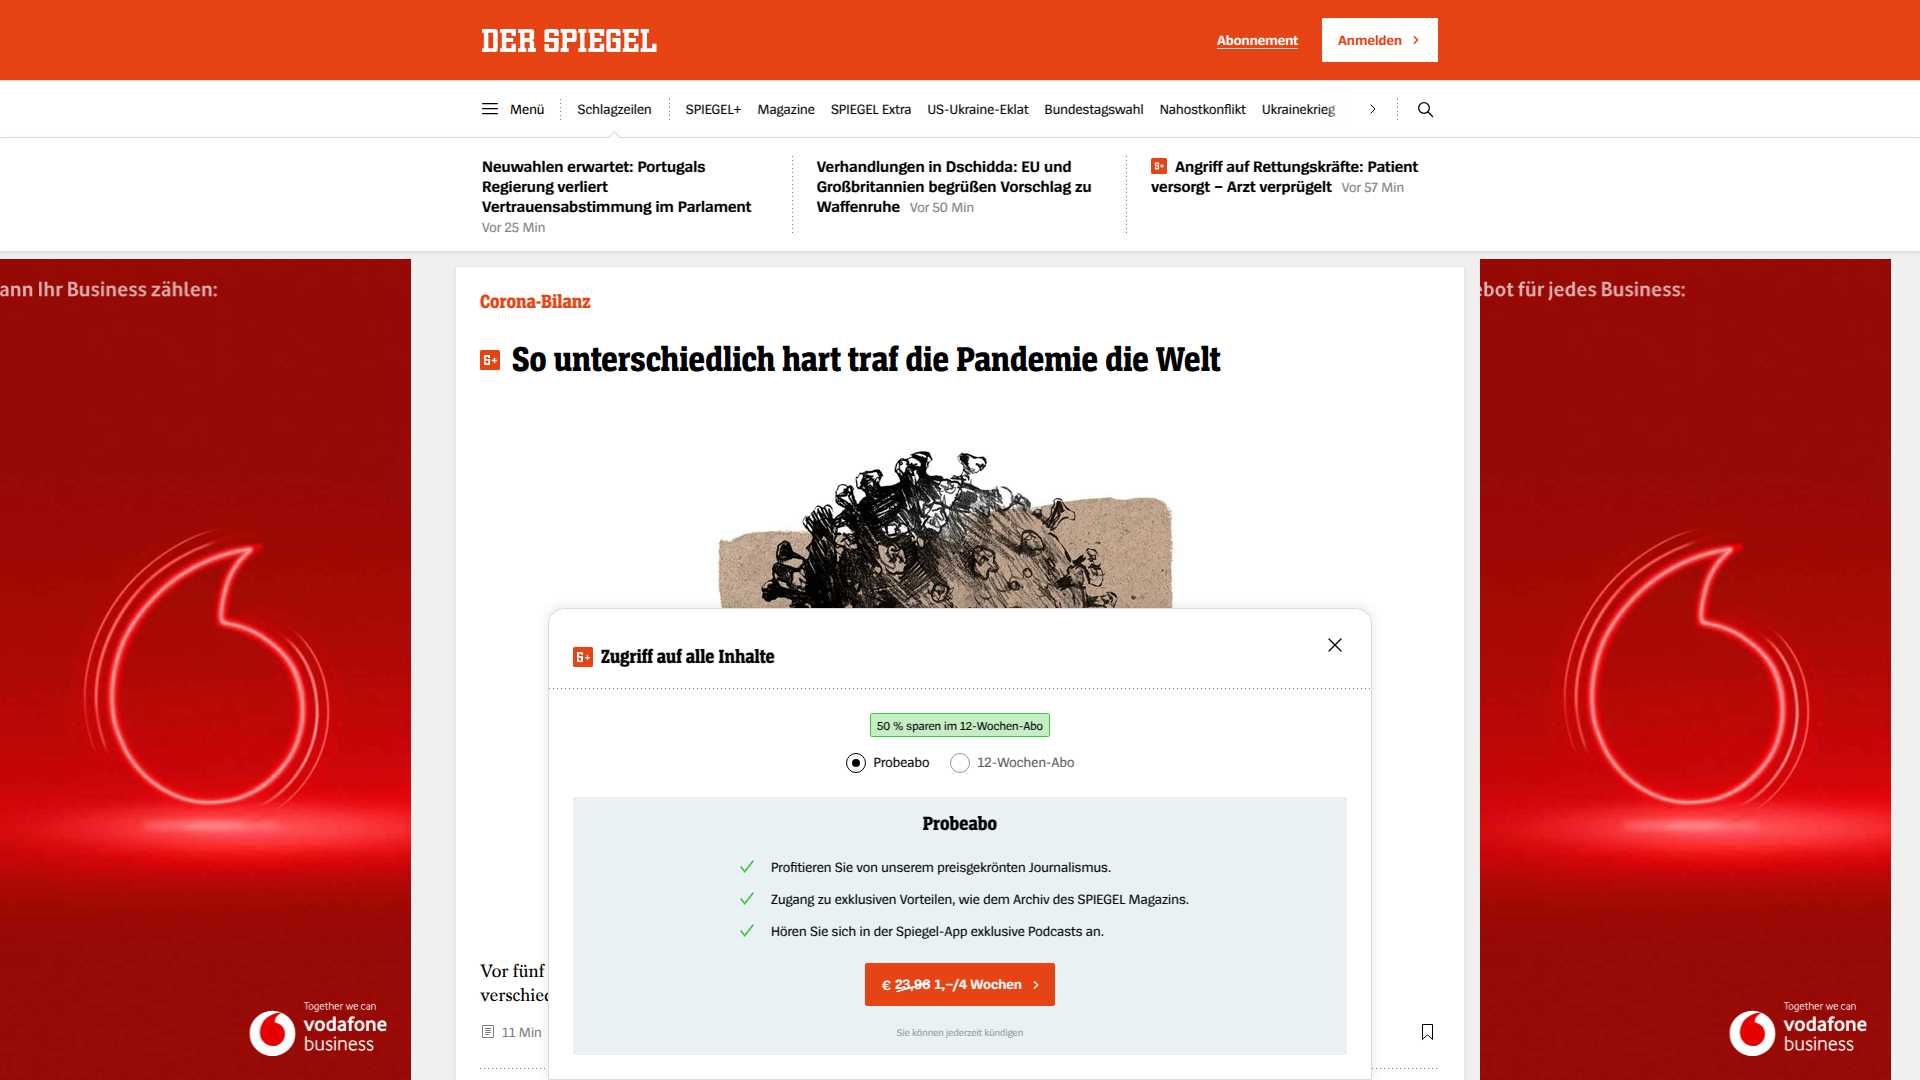 DER SPIEGEL
Abonnement
Anmelden
Menü
Schlagzeilen
SPIEGEL+
Magazine
SPIEGEL Extra
US-Ukraine-Eklat
Bundestagswahl
Nahostkonflikt
Ukrainekrieg
Neuwahlen erwartet: Portugals
Regierung verliert
Vertrauensabstimmung im Parlament
Vor 25 Min
Verhandlungen in Dschidda: EU und
Großbritannien begrüßen Vorschlag zu
Waffenruhe Vor 50 Min
S+ Angriff auf Rettungskräfte: Patient
versorgt – Arzt verprügelt Vor 57 Min
ann Ihr Business zählen:
Together we can
vodafone
business
Corona-Bilanz
S+ So unterschiedlich hart traf die Pandemie die Welt
Vor fünf
verschied
11 Min
S+ Zugriff auf alle Inhalte
50 % sparen im 12-Wochen-Abo
Probeabo
12-Wochen-Abo
Probeabo
Profitieren Sie von unserem preisgekrönten Journalismus.
Zugang zu exklusiven Vorteilen, wie dem Archiv des SPIEGEL Magazins.
Hören Sie sich in der Spiegel-App exklusive Podcasts an.
€ 23,96 1,–/4 Wochen
Sie können jederzeit kündigen
ebot für jedes Business:
Together we can
vodafone
business